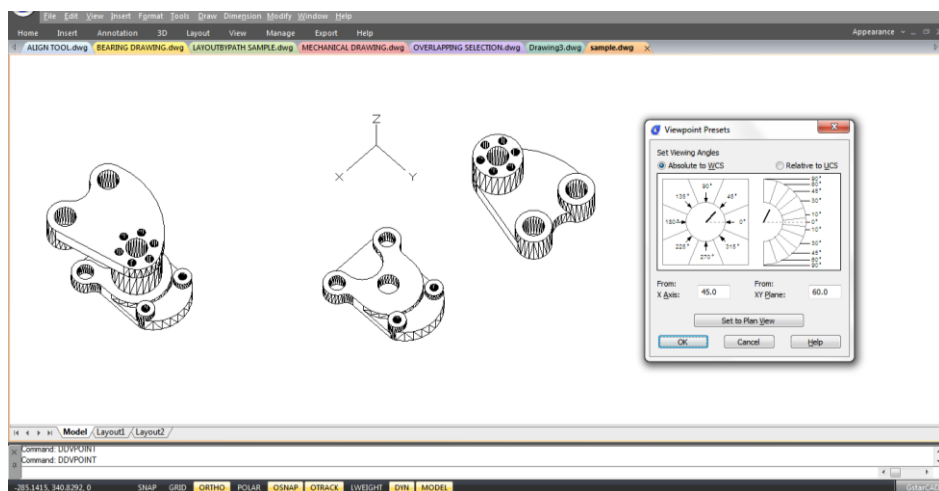 File Edit View Insert Format Tools Draw Dimension Modify Window Help
Home Insert Annotation 3D Layout View Manage Export Help
Appearance
ALIGN TOOL.dwg BEARING DRAWING.dwg LAYOUTBYPATH SAMPLE.dwg MECHANICAL DRAWING.dwg OVERLAPPING SELECTION.dwg Drawing3.dwg sample.dwg
Z
X
Y
Viewpoint Presets
Set Viewing Angles
Absolute to WCS Relative to UCS
90°
135° 45°
180° 0°
225° 315°
270°
90°
60°
45°
30°
10°
0°
-10°
30°
45°
60°
90°
From:
X Axis: 45.0
From:
XY Plane: 60.0
Set to Plan View
OK Cancel Help
Model Layout1 Layout2
Command: DDVPOINT
Command: DDVPOINT
-285.1415, 340.8292, 0 SNAP GRID ORTHO POLAR OSNAP OTRACK LWEIGHT DYN MODEL GstarCAD